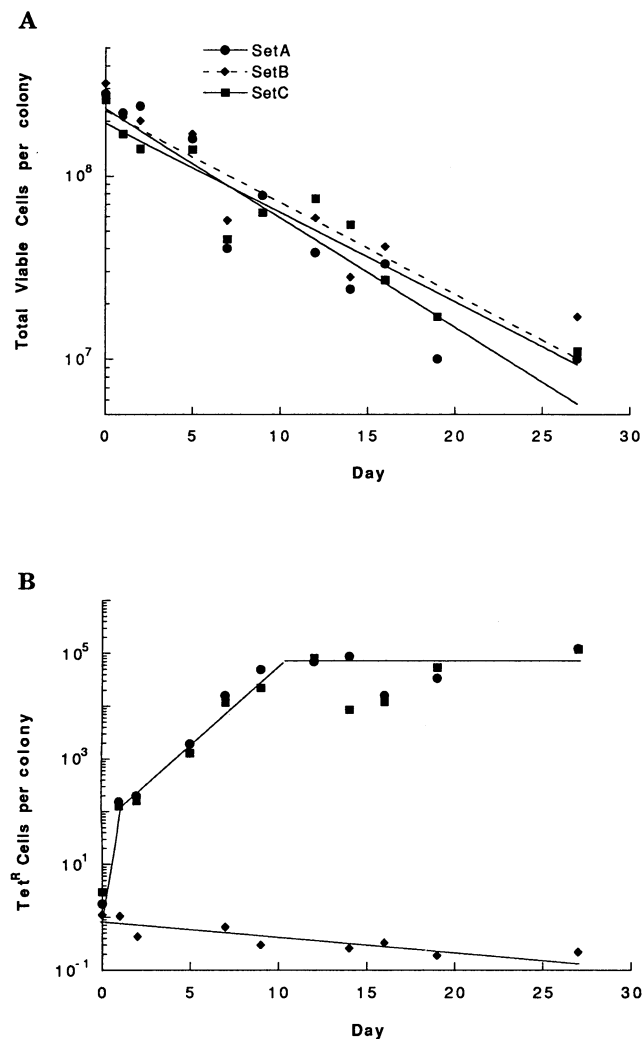 A
SetA
SetB
SetC
Total Viable Cells per colony
10^8
10^7
0 5 10 15 20 25 30
Day
B
Tet^R Cells per colony
10^5
10^3
10^1
10^-1
0 5 10 15 20 25 30
Day